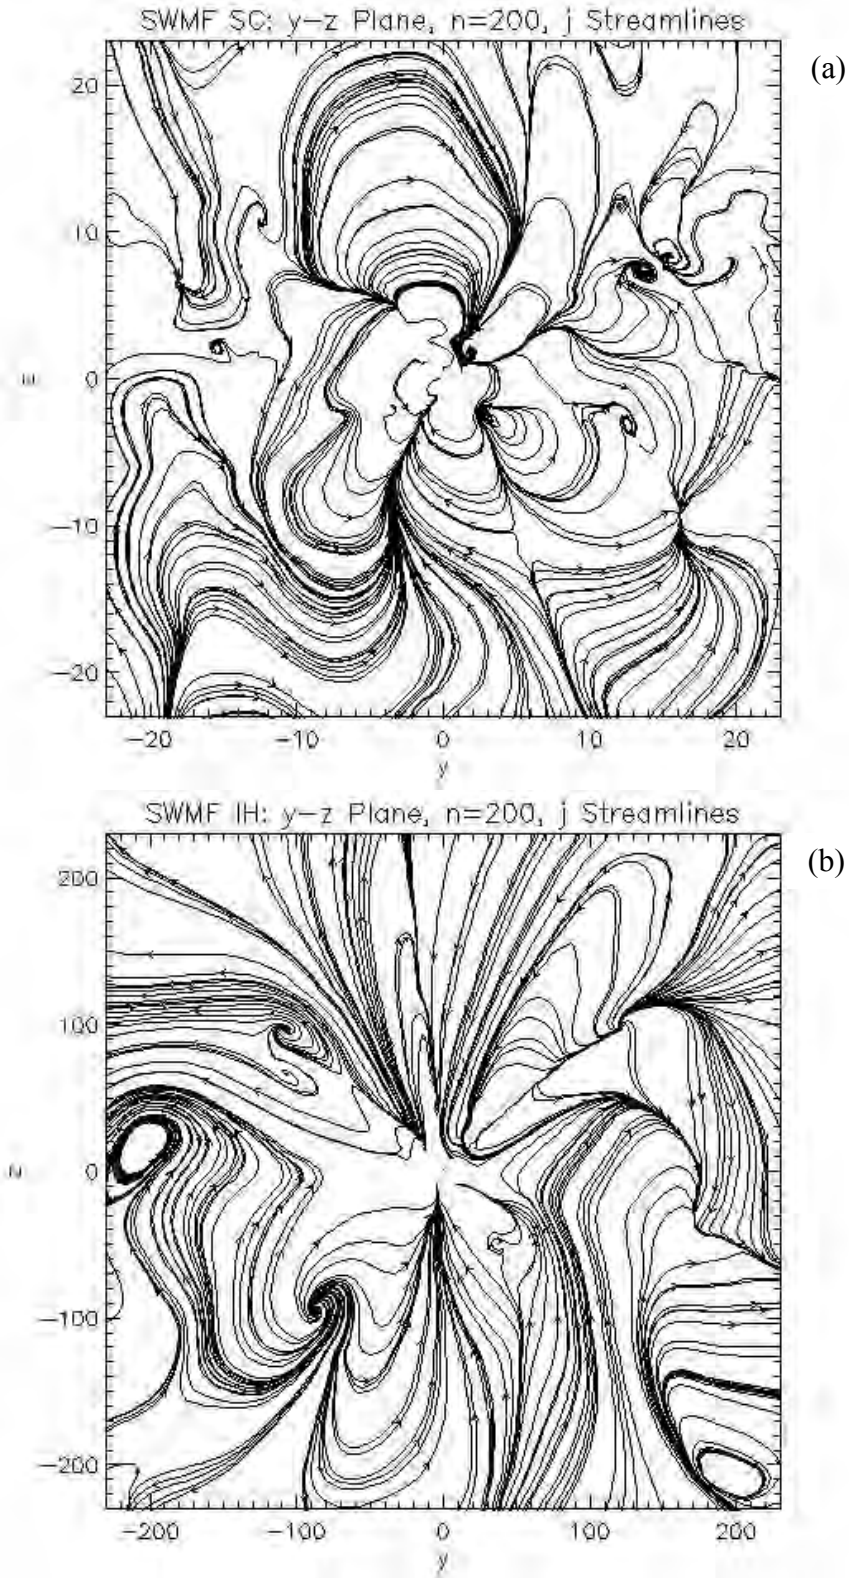 SWMF SC: y-z Plane, n=200, j Streamlines
(a)
20
10
0
-10
-20
z
-20 -10 0 10 20
y
SWMF IH: y-z Plane, n=200, j Streamlines
(b)
200
100
0
-100
-200
z
-200 -100 0 100 200
y